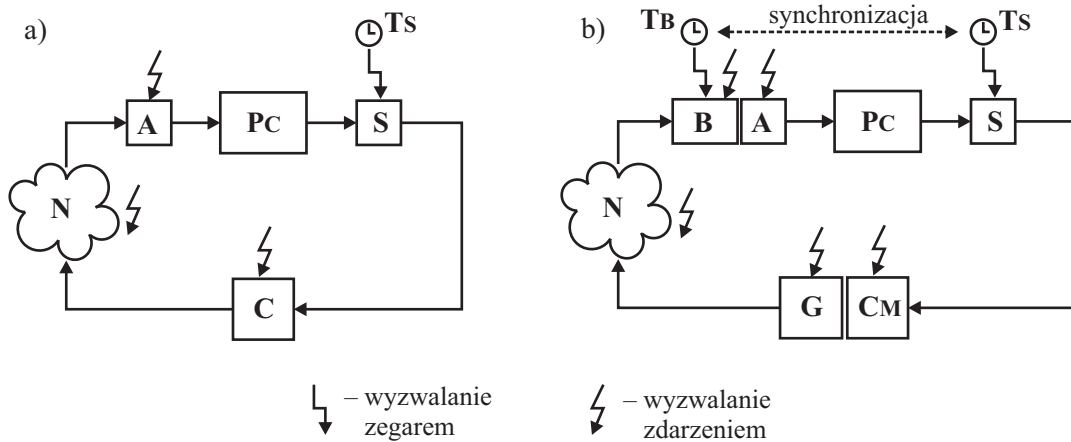 a)
TS
A
PC
S
N
C
b)
TB
synchronizacja
TS
B
A
PC
S
N
G
CM
– wyzwalanie
zegarem
– wyzwalanie
zdarzeniem